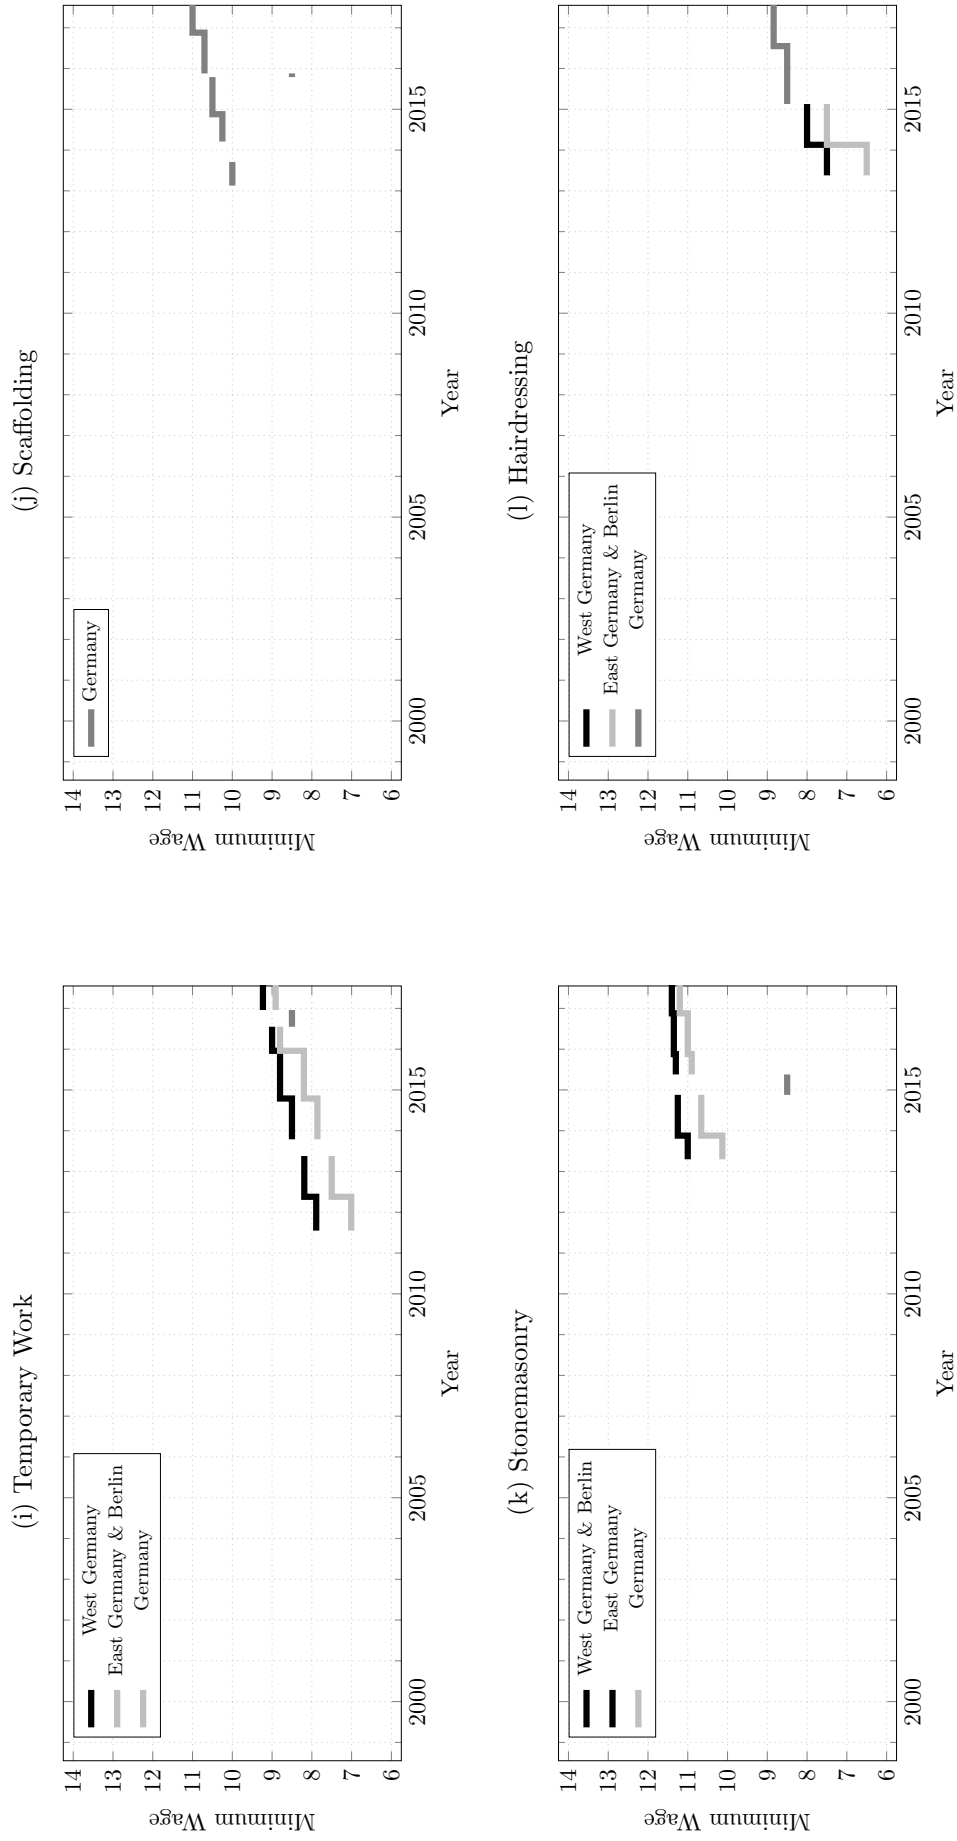 (i) Temporary Work
West Germany
East Germany & Berlin
Germany
14
13
12
11
10
9
8
7
6
Minimum Wage
2000
2005
2010
2015
Year
(j) Scaffolding
Germany
14
13
12
11
10
9
8
7
6
Minimum Wage
2000
2005
2010
2015
Year
(k) Stonemasonry
West Germany & Berlin
East Germany
Germany
14
13
12
11
10
9
8
7
6
Minimum Wage
2000
2005
2010
2015
Year
(l) Hairdressing
West Germany
East Germany & Berlin
Germany
14
13
12
11
10
9
8
7
6
Minimum Wage
2000
2005
2010
2015
Year